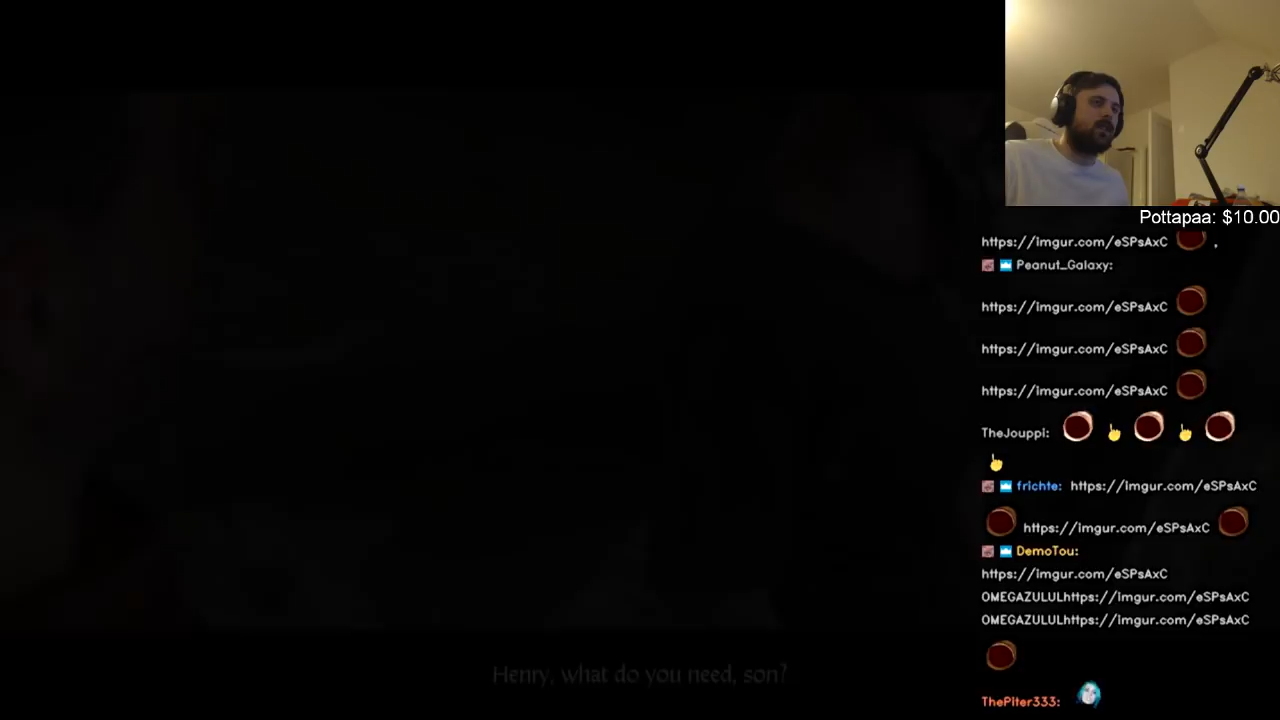 Pottapaa: $10.00
https://imgur.com/eSPsAxC ,
Peanut_Galaxy:
https://imgur.com/eSPsAxC
https://imgur.com/eSPsAxC
https://imgur.com/eSPsAxC
TheJouppi:
frichte: https://imgur.com/eSPsAxC
https://imgur.com/eSPsAxC
DemoTou:
https://imgur.com/eSPsAxC
OMEGAZULULhttps://imgur.com/eSPsAxC
OMEGAZULULhttps://imgur.com/eSPsAxC
ThePIter333:
Henry, what do you need, son?